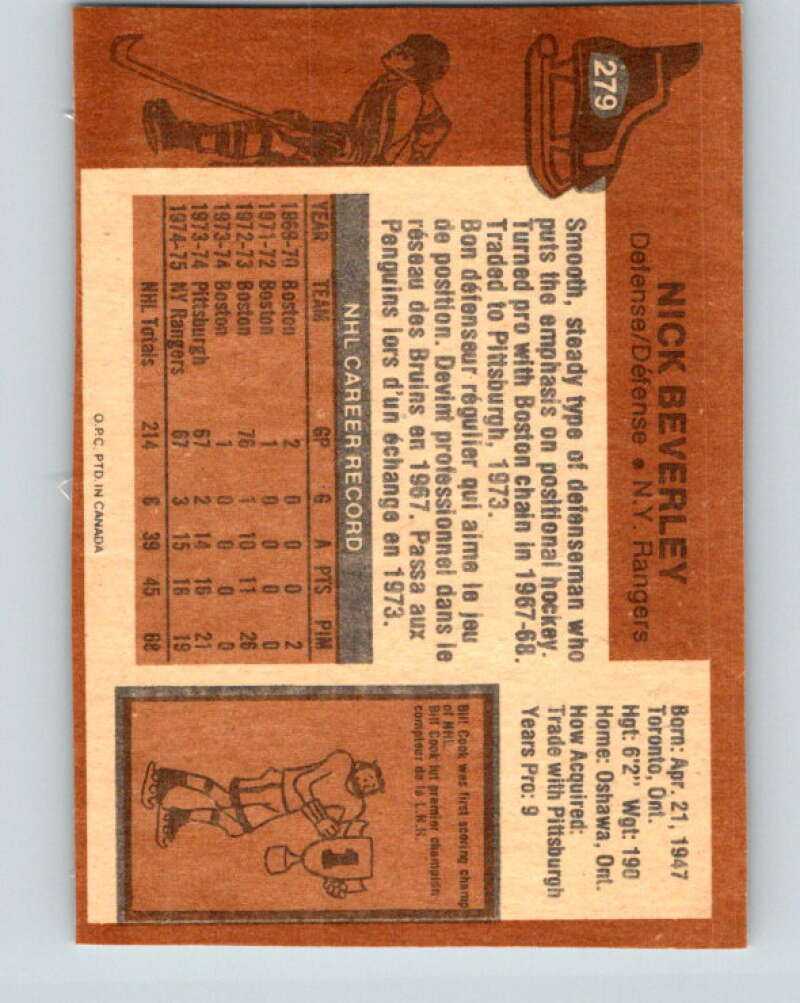 279
NICK BEVERLEY
Defense/Défense • N.Y. Rangers
Born: Apr. 21, 1947
Toronto, Ont.
Hgt: 6'2" Wgt: 190
Home: Oshawa, Ont.
How Acquired:
Trade with Pittsburgh
Years Pro: 9
Smooth, steady type of defenseman who
puts the emphasis on positional hockey.
Turned pro with Boston chain in 1967-68.
Traded to Pittsburgh, 1973.
Bon défenseur régulier qui aime le jeu
de position. Devint professionnel dans le
réseau des Bruins en 1967. Passa aux
Penguins lors d'un échange en 1973.
NHL CAREER RECORD
YEAR TEAM GP G A PTS PIM
1969-70 Boston 2 0 0 0 2
1971-72 Boston 1 0 0 0 0
1972-73 Boston 76 1 10 11 26
1973-74 Boston 1 0 0 0 0
1973-74 Pittsburgh 67 2 14 16 21
1974-75 NY Rangers 67 3 15 18 19
NHL Totals 214 6 39 45 68
Bill Cook was first scoring champ
of NHL.
Bill Cook fut premier champion
compteur de la L.N.H.
1
O.P.C. PTD. IN CANADA